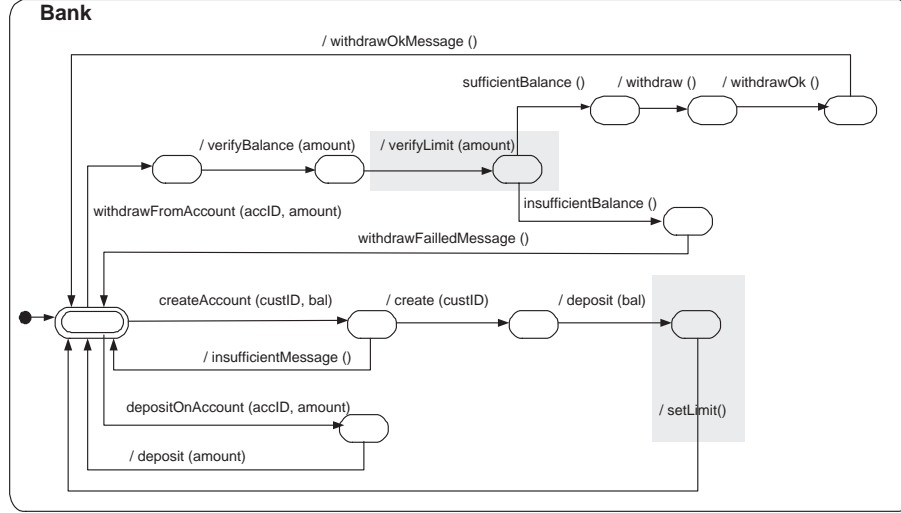 Bank
/ withdrawOkMessage ()
sufficientBalance ()
/ withdraw ()
/ withdrawOk ()
/ verifyBalance (amount)
/ verifyLimit (amount)
withdrawFromAccount (accID, amount)
insufficientBalance ()
withdrawFailledMessage ()
createAccount (custID, bal)
/ create (custID)
/ deposit (bal)
/ insufficientMessage ()
depositOnAccount (accID, amount)
/ setLimit()
/ deposit (amount)